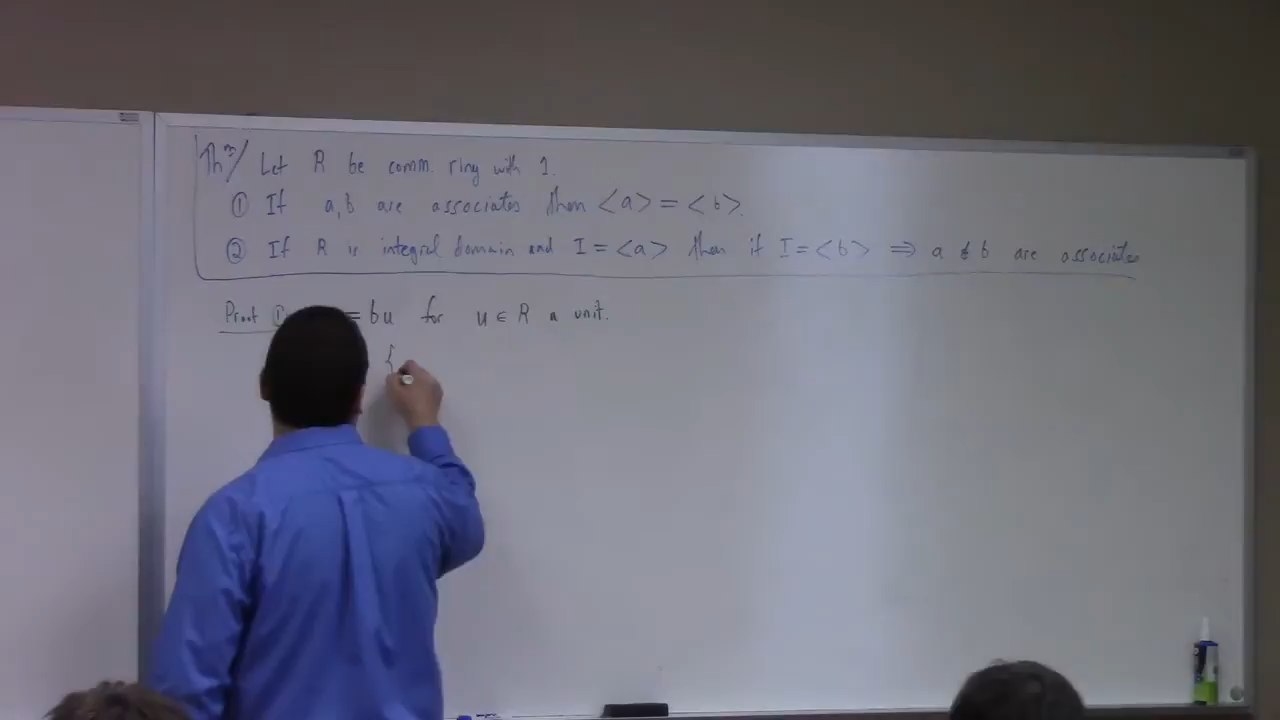 Thm/ Let R be comm. ring with 1.
① If a,b are associates then <a> = <b>.
② If R is integral domain and I = <a> then if I = <b> ⇒ a & b are associates
Proof ① = bu for u ∈ R a unit.
{